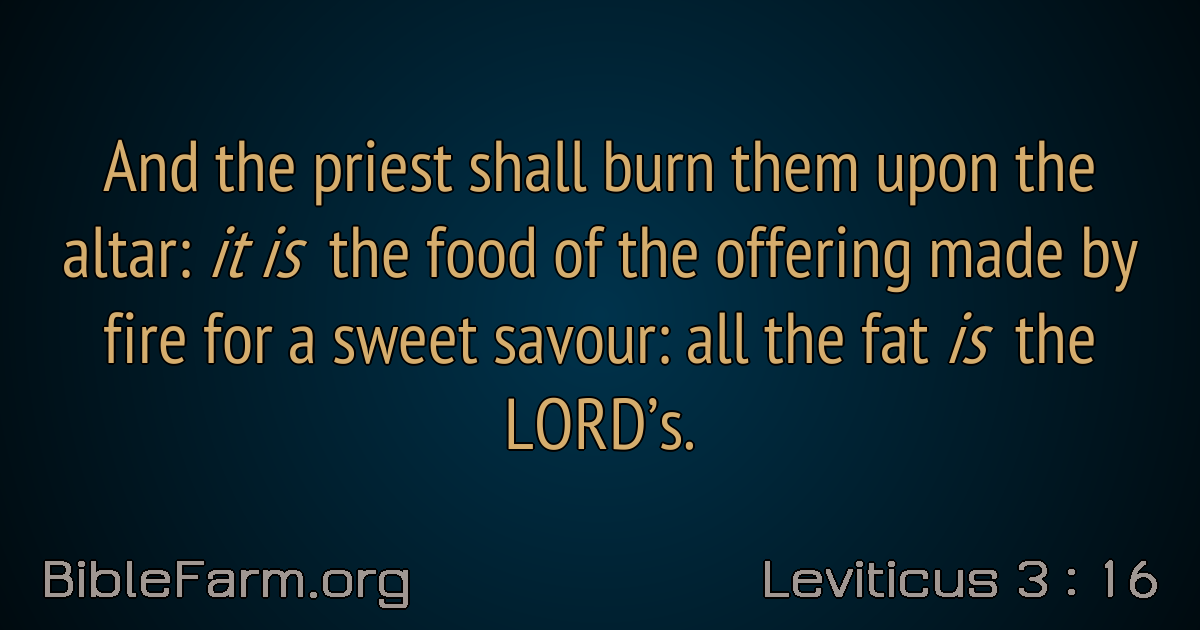 And the priest shall burn them upon the
altar: it is the food of the offering made by
fire for a sweet savour: all the fat is the
LORD’s.
BibleFarm.org
Leviticus 3 : 16